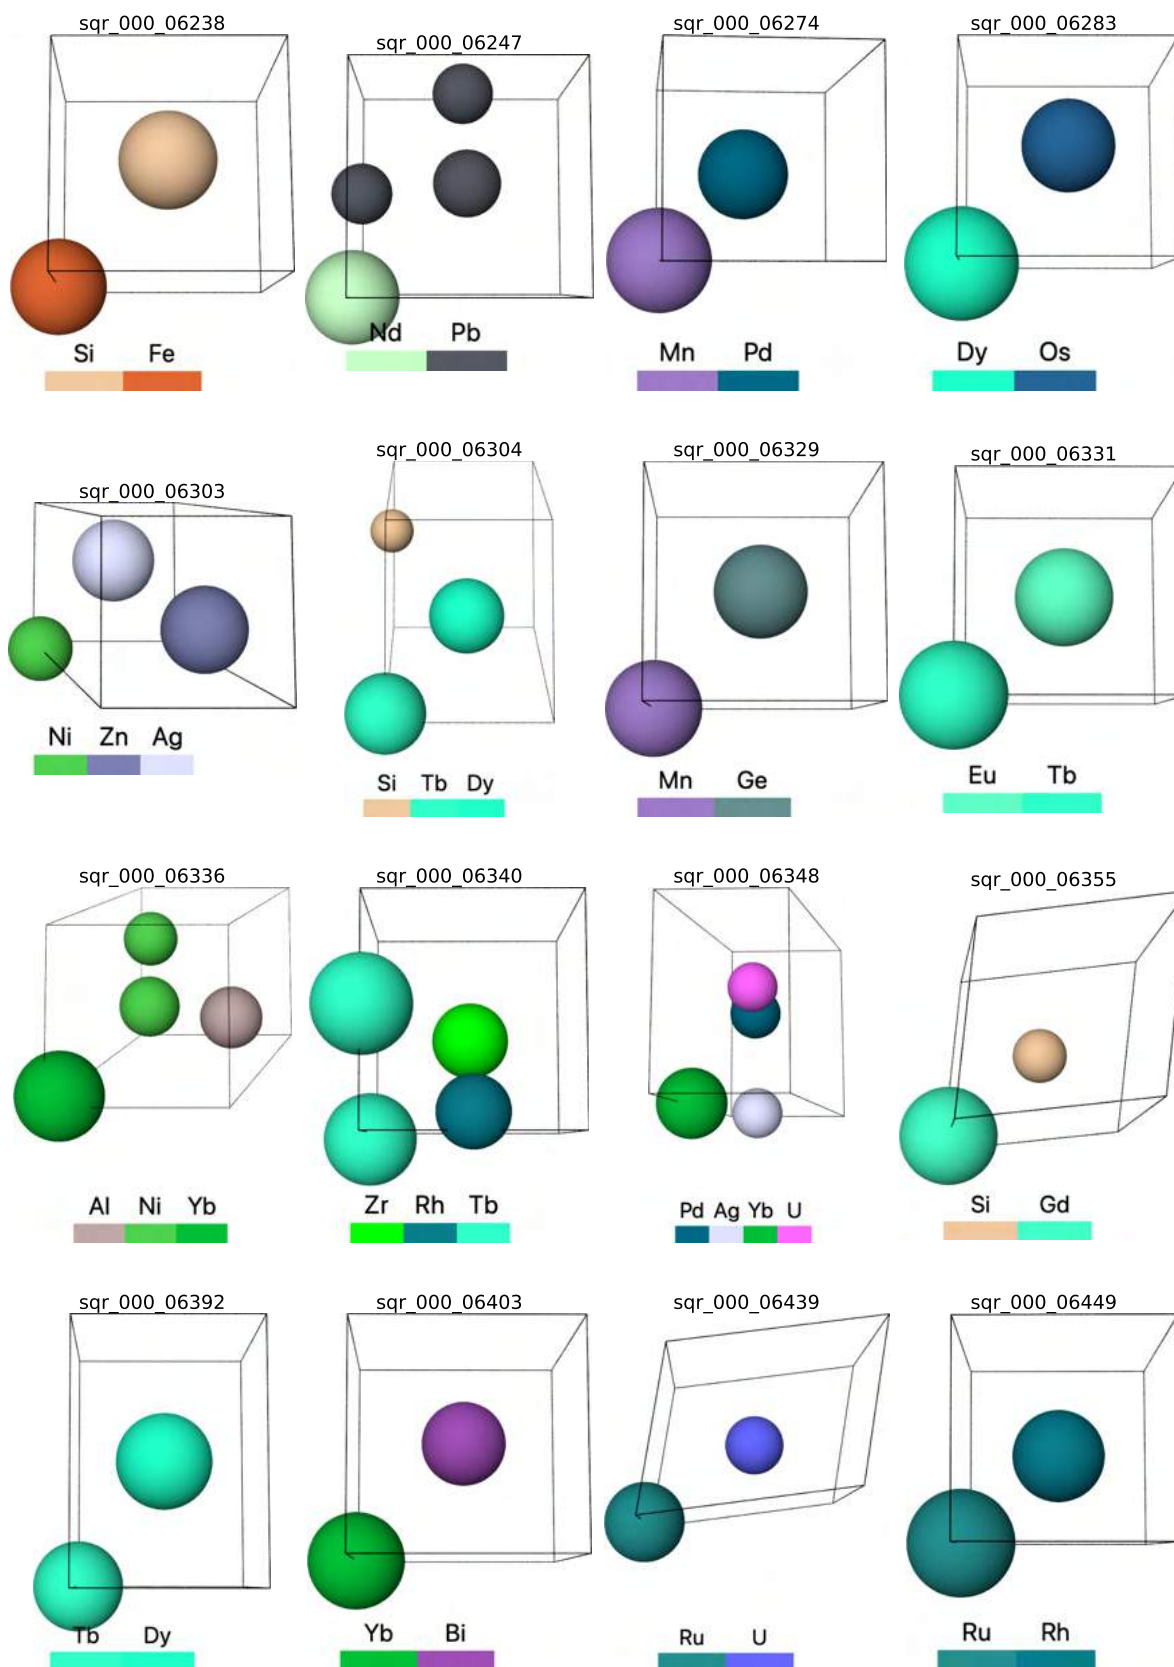 sqr_000_06238
sqr_000_06247
sqr_000_06274
sqr_000_06283
Si Fe
Nd Pb
Mn Pd
Dy Os
sqr_000_06303
sqr_000_06304
sqr_000_06329
sqr_000_06331
Ni Zn Ag
Si Tb Dy
Mn Ge
Eu Tb
sqr_000_06336
sqr_000_06340
sqr_000_06348
sqr_000_06355
Al Ni Yb
Zr Rh Tb
Pd Ag Yb U
Si Gd
sqr_000_06392
sqr_000_06403
sqr_000_06439
sqr_000_06449
Tb Dy
Yb Bi
Ru U
Ru Rh